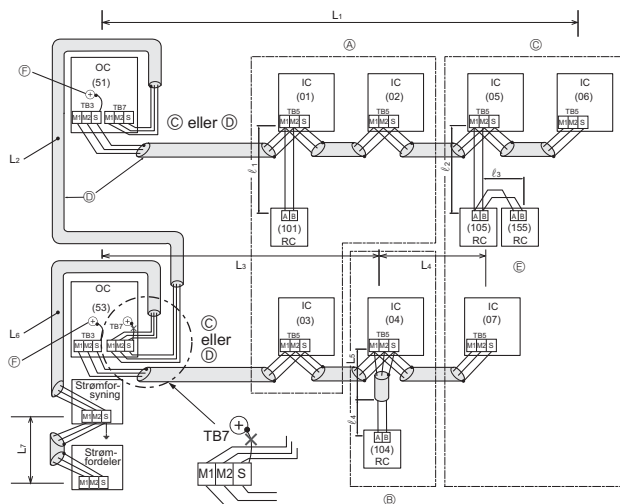 L1
Ⓐ
Ⓒ
Ⓕ
OC
(51)
TB3
TB7
M1 M2 S
M1 M2 S
Ⓒ eller Ⓓ
IC
(01)
TB5
M1 M2 S
IC
(02)
TB5
M1 M2 S
IC
(05)
TB5
M1 M2 S
IC
(06)
TB5
M1 M2 S
L2
Ⓓ
ℓ1
ℓ2
ℓ3
A B
(101)
RC
A B
(105)
RC
A B
(155)
RC
Ⓔ
L3
L4
OC
(53)
TB3
TB7
M1 M2 S
M1 M2 S
L6
Ⓕ
Ⓒ
eller
Ⓓ
IC
(03)
TB5
M1 M2 S
IC
(04)
TB5
M1 M2 S
IC
(07)
TB5
M1 M2 S
L5
ℓ4
A B
(104)
RC
Ⓑ
Strømfor-
syning
M1 M2 S
L7
Strøm-
fordeler
M1 M2 S
TB7
M1 M2 S